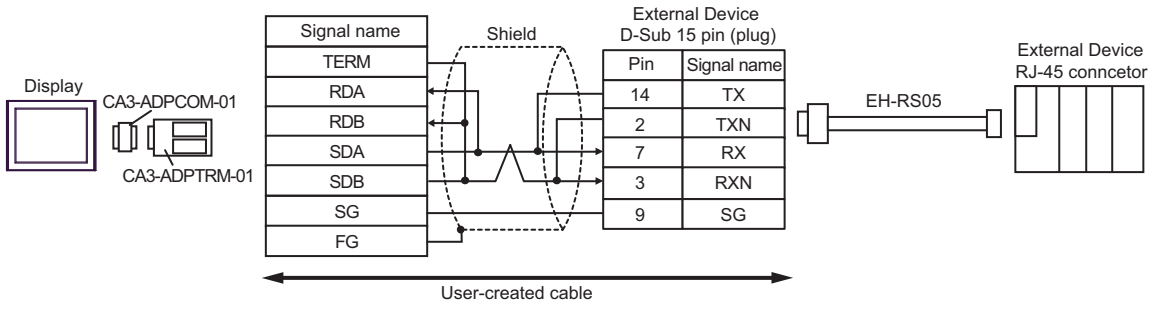 Display
CA3-ADPCOM-01
CA3-ADPTRM-01
Signal name
TERM
RDA
RDB
SDA
SDB
SG
FG
Shield
External Device
D-Sub 15 pin (plug)
Pin Signal name
14 TX
2 TXN
7 RX
3 RXN
9 SG
EH-RS05
External Device
RJ-45 conncetor
User-created cable